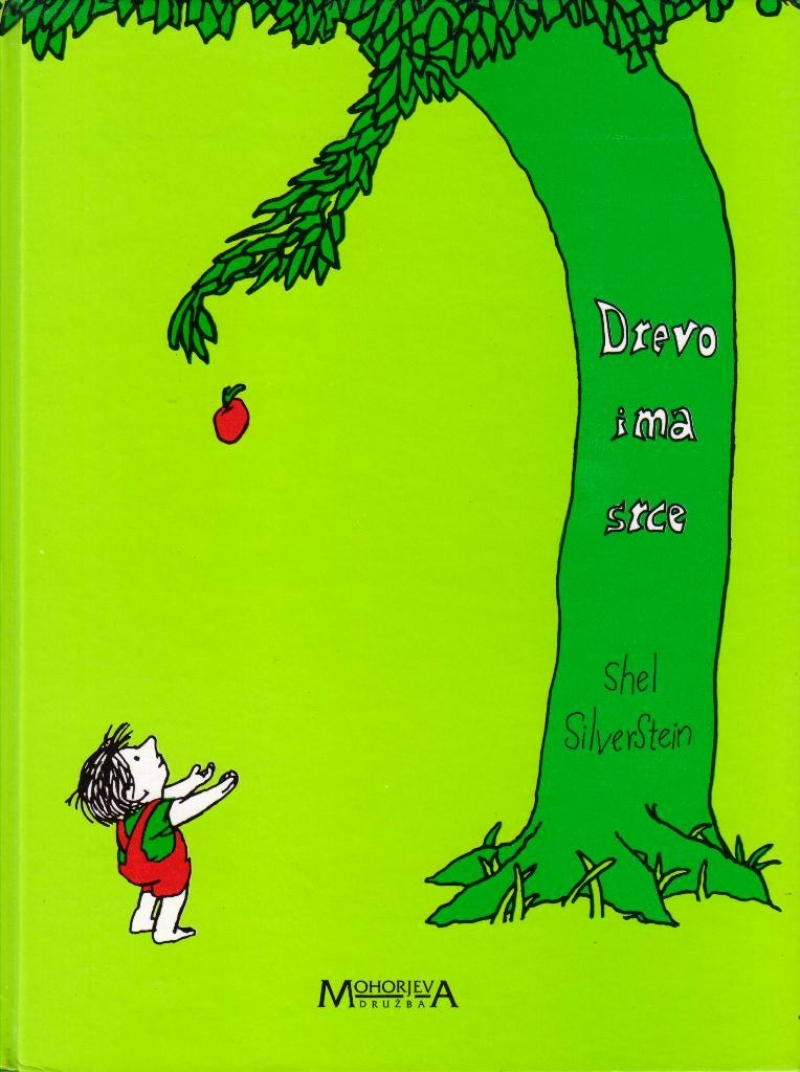 Drevo
ima
srce
Shel
SilverStein
MOHORJEVA
DRUŽBA